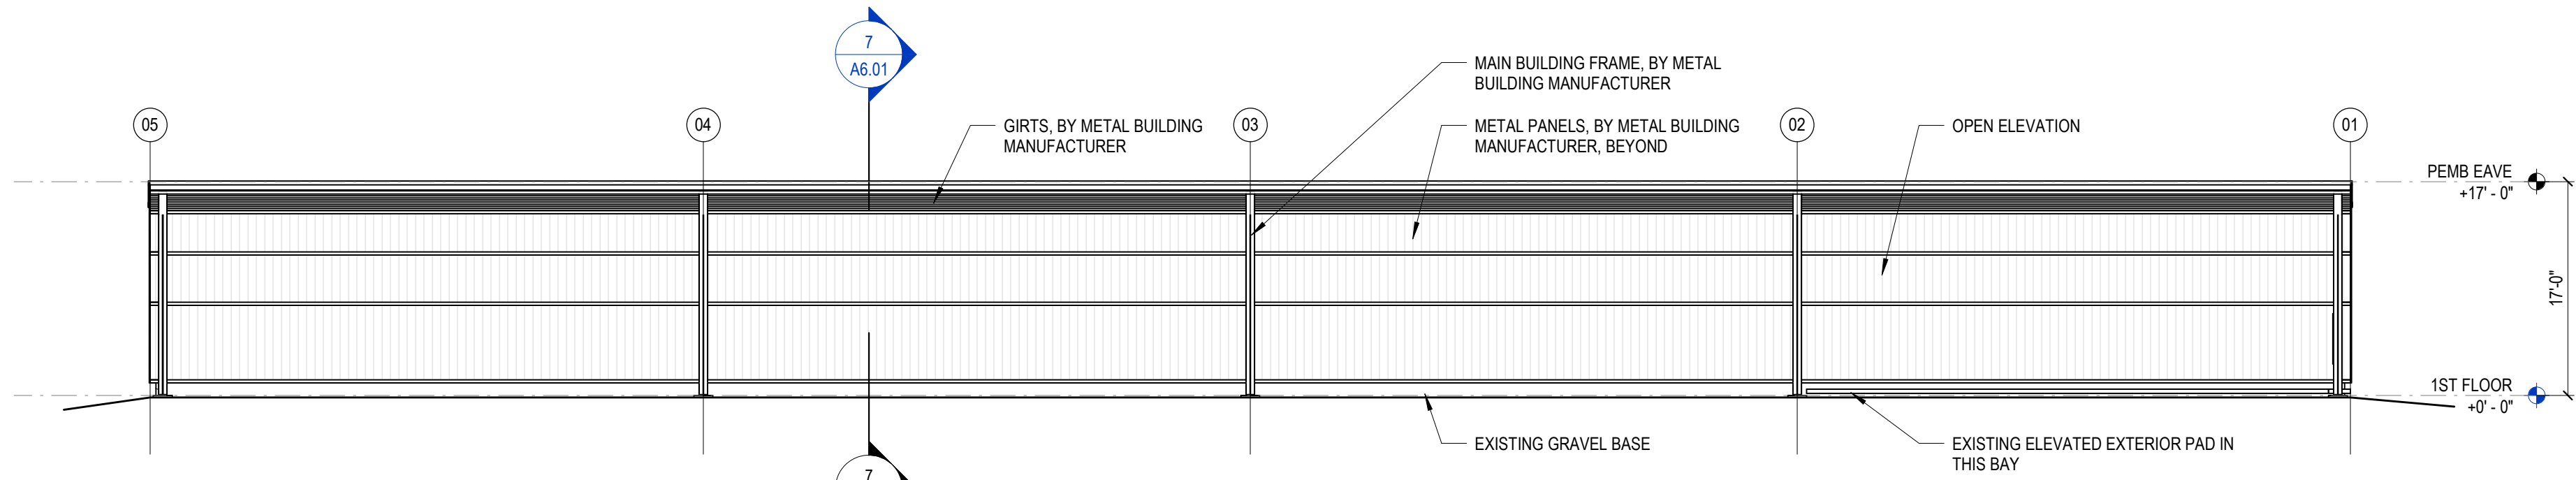 7
A6.01
MAIN BUILDING FRAME, BY METAL
BUILDING MANUFACTURER
05
04
GIRTS, BY METAL BUILDING
MANUFACTURER
03
METAL PANELS, BY METAL BUILDING
MANUFACTURER, BEYOND
02
OPEN ELEVATION
01
PEMB EAVE
+17' - 0"
17'-0"
1ST FLOOR
+0' - 0"
EXISTING GRAVEL BASE
EXISTING ELEVATED EXTERIOR PAD IN
THIS BAY
7